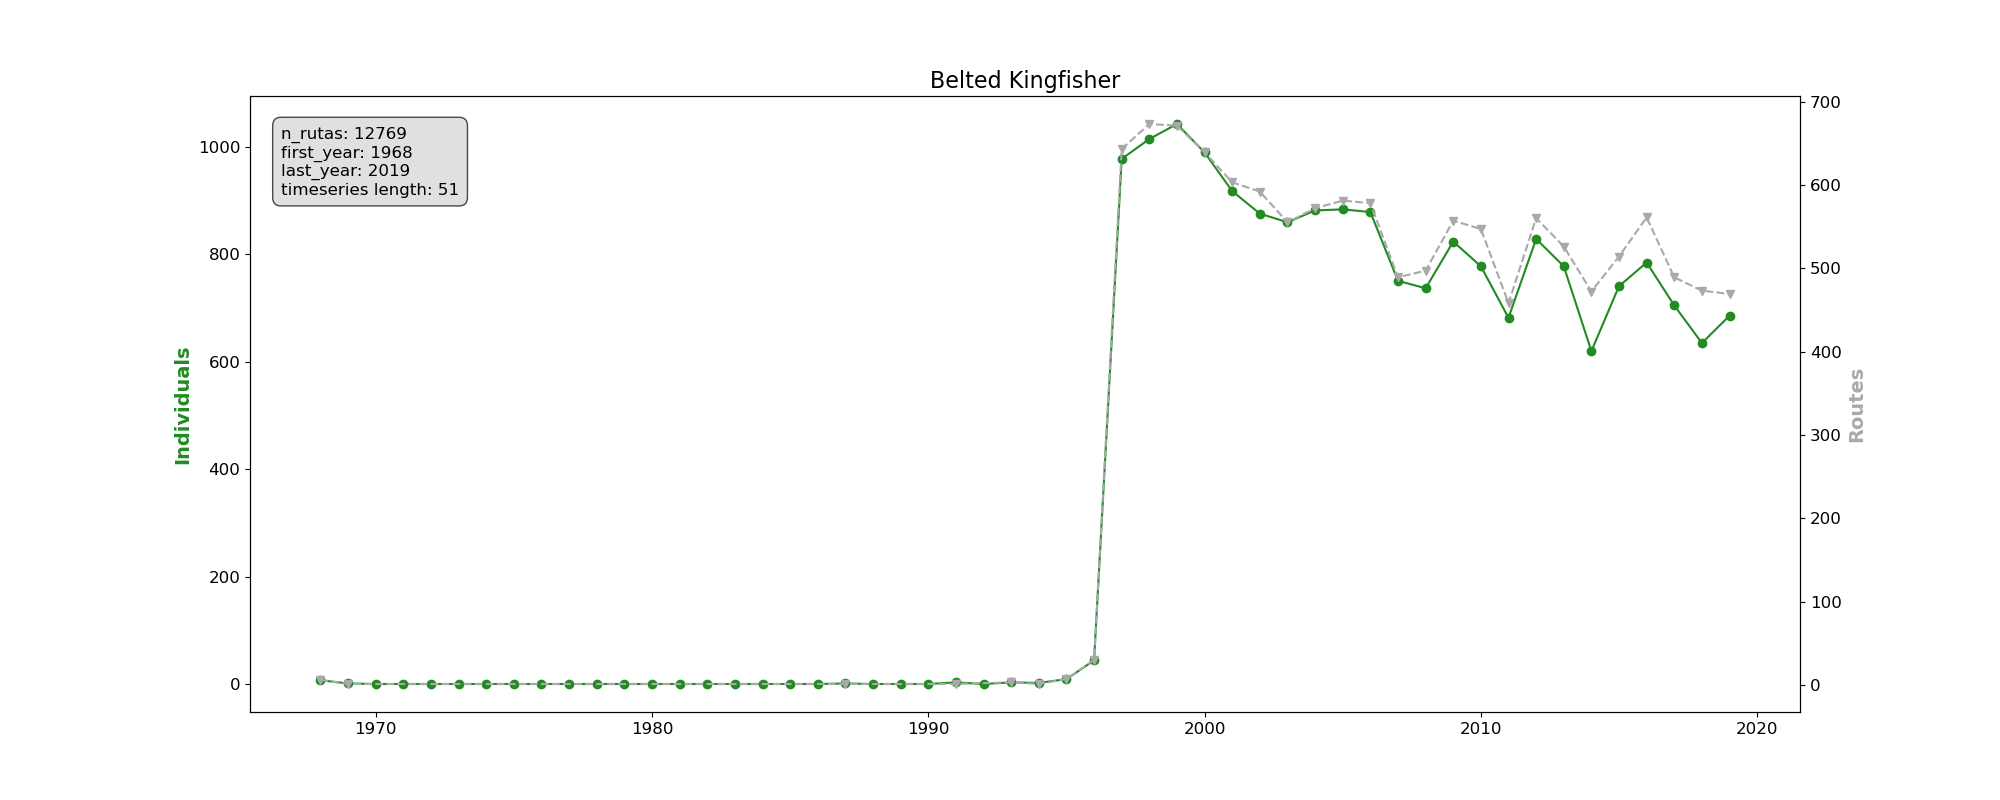 Belted Kingfisher
n_rutas: 12769
first_year: 1968
last_year: 2019
timeseries length: 51
1000
800
600
400
200
0
Individuals
700
600
500
400
300
200
100
0
Routes
1970 1980 1990 2000 2010 2020